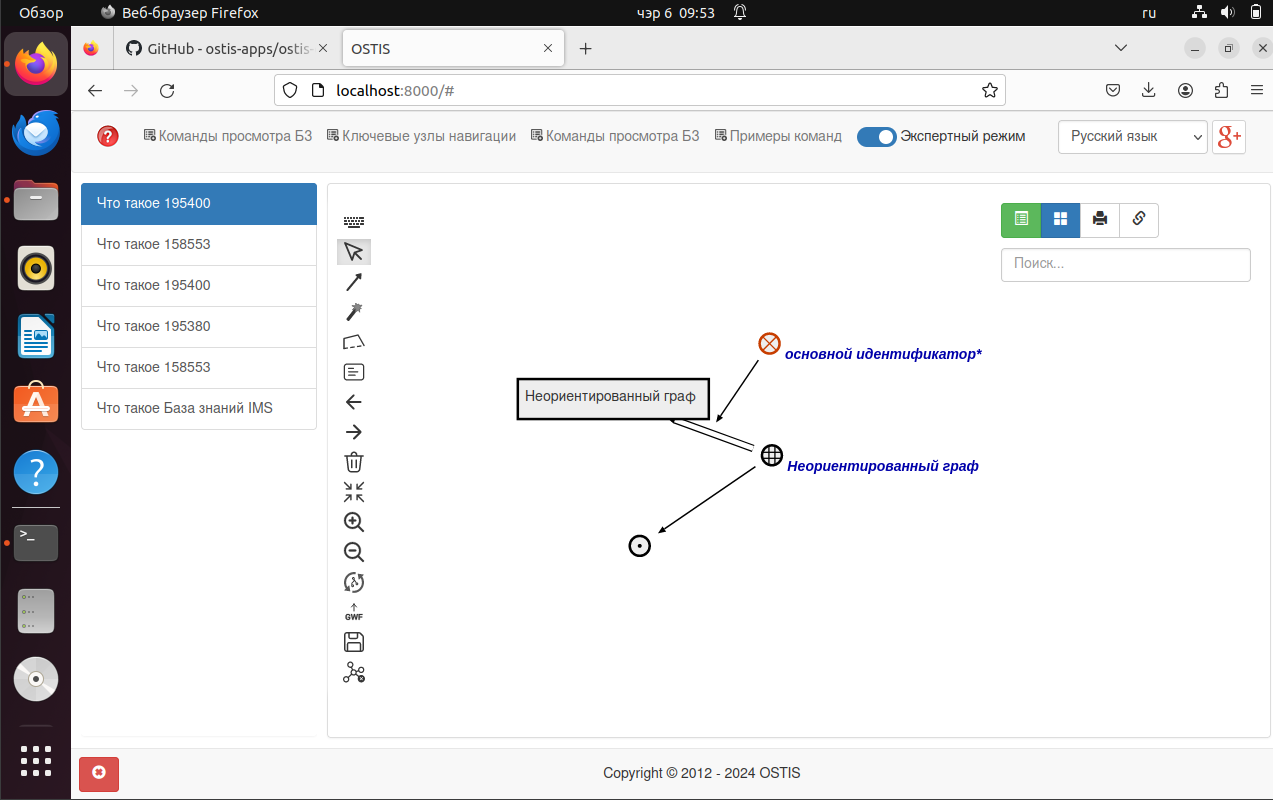 Обзор
Веб-браузер Firefox
чэр 6 09:53
ru
GitHub - ostis-apps/ostis-
OSTIS
localhost:8000/#
Команды просмотра БЗ
Ключевые узлы навигации
Команды просмотра БЗ
Примеры команд
Экспертный режим
Русский язык
g+
Что такое 195400
Что такое 158553
Что такое 195400
Что такое 195380
Что такое 158553
Что такое База знаний IMS
Поиск...
основной идентификатор*
Неориентированный граф
Неориентированный граф
GWF
Copyright © 2012 - 2024 OSTIS